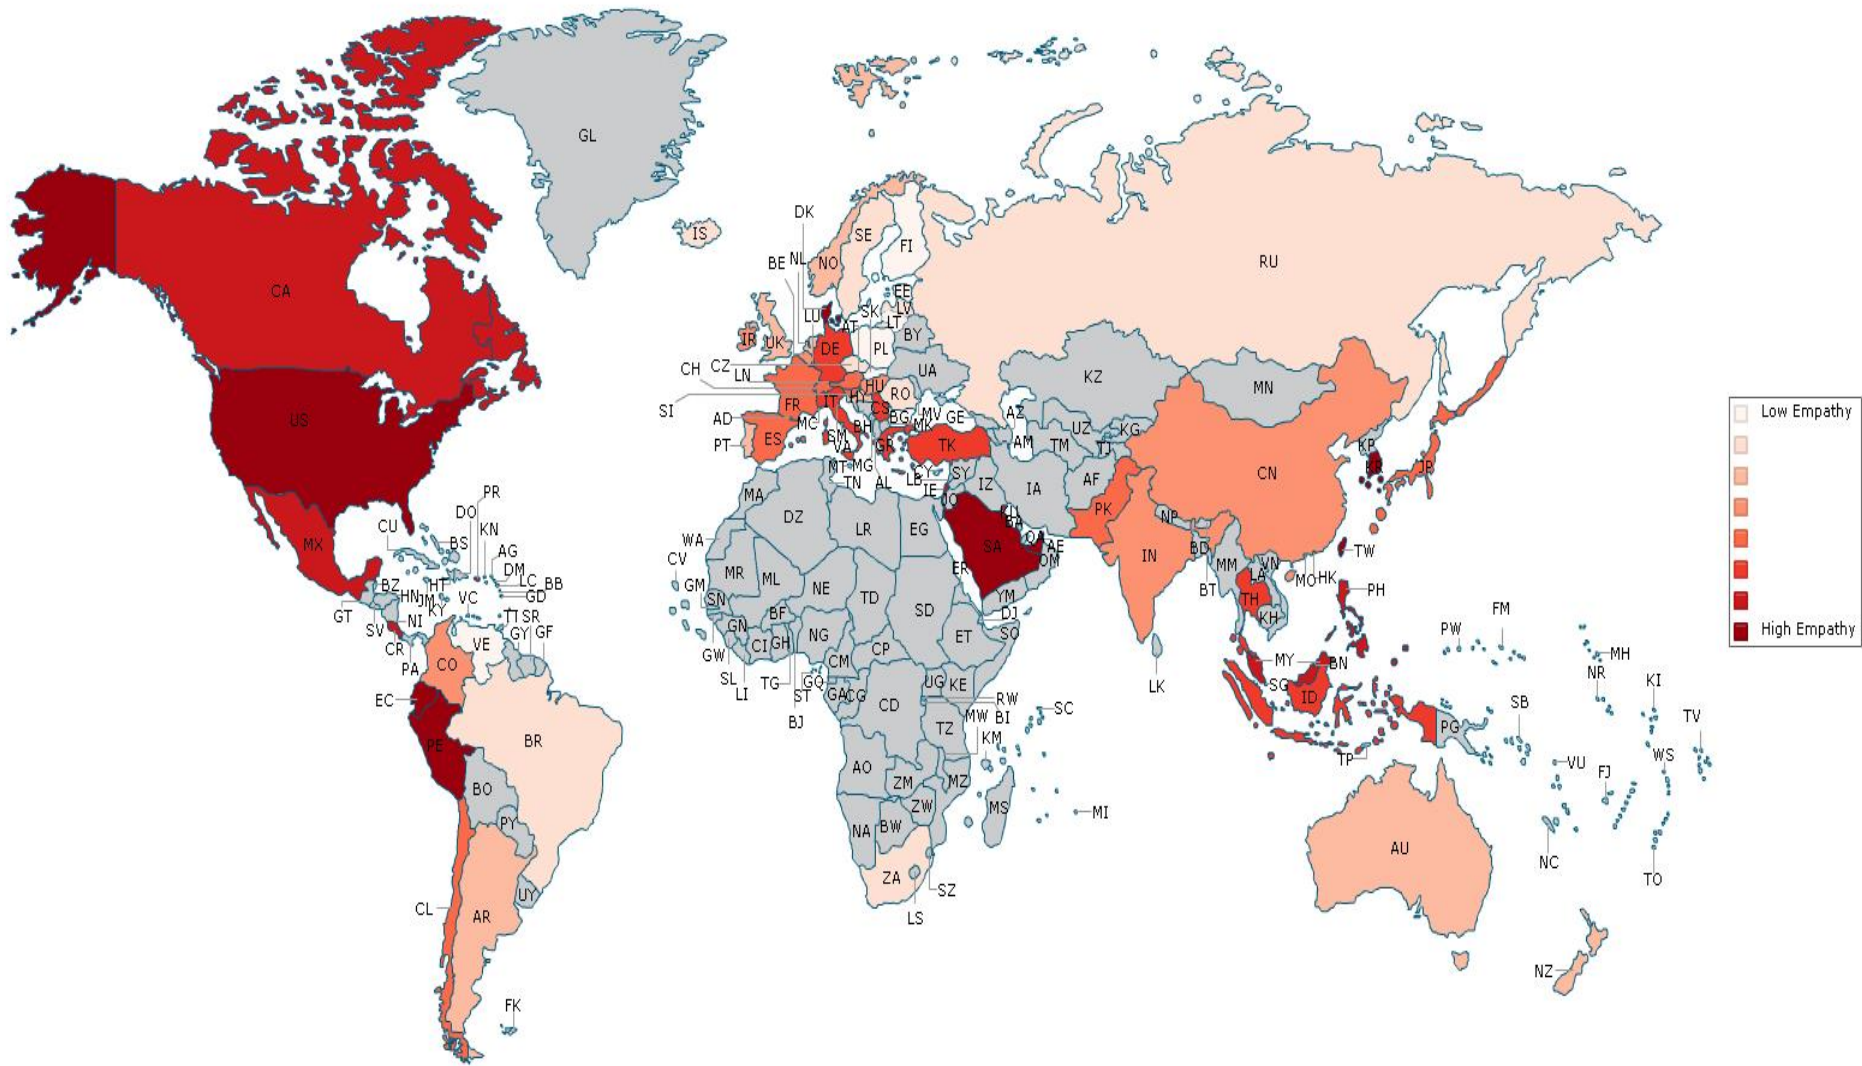 GL
IS
CA
US
MX
CU
BS
DO
PR
KN
AG
DM
LC
BB
GD
BZ
HN
HT
JM
KY
VC
TT
SR
GT
SV
NI
CR
PA
VE
GY
GF
CO
EC
PE
BR
BO
PY
UY
CL
AR
FK
DK
SE
FI
NO
BE
NL
EE
LV
LT
SK
LU
AT
IR
UK
DE
PL
BY
CH
CZ
LN
UA
SI
FR
IT
HY
HU
RO
CS
BG
AD
MC
BH
MV
MK
GE
PT
ES
SM
VA
GR
TK
MT
MG
TN
AL
CY
LB
SY
IE
JO
IZ
RU
KZ
MN
AZ
AM
UZ
KG
TM
TJ
IA
AF
PK
CN
KP
KR
JP
NP
IN
BD
BT
MM
LA
VN
TH
KH
MO
HK
TW
PH
LK
MY
BN
SG
ID
TP
PG
KU
BA
QA
AE
SA
OM
YM
ER
DJ
SO
MA
DZ
LR
EG
WA
CV
MR
ML
NE
TD
SD
GM
SN
BF
GN
GW
SL
LI
CI
GH
TG
BJ
NG
ST
GQ
CM
CP
ET
GA
CG
CD
UG
KE
RW
BI
MW
TZ
KM
SC
AO
ZM
MZ
ZW
MS
MI
NA
BW
ZA
SZ
LS
PW
FM
MH
NR
KI
TV
SB
VU
FJ
WS
NC
TO
AU
NZ
Low Empathy
High Empathy